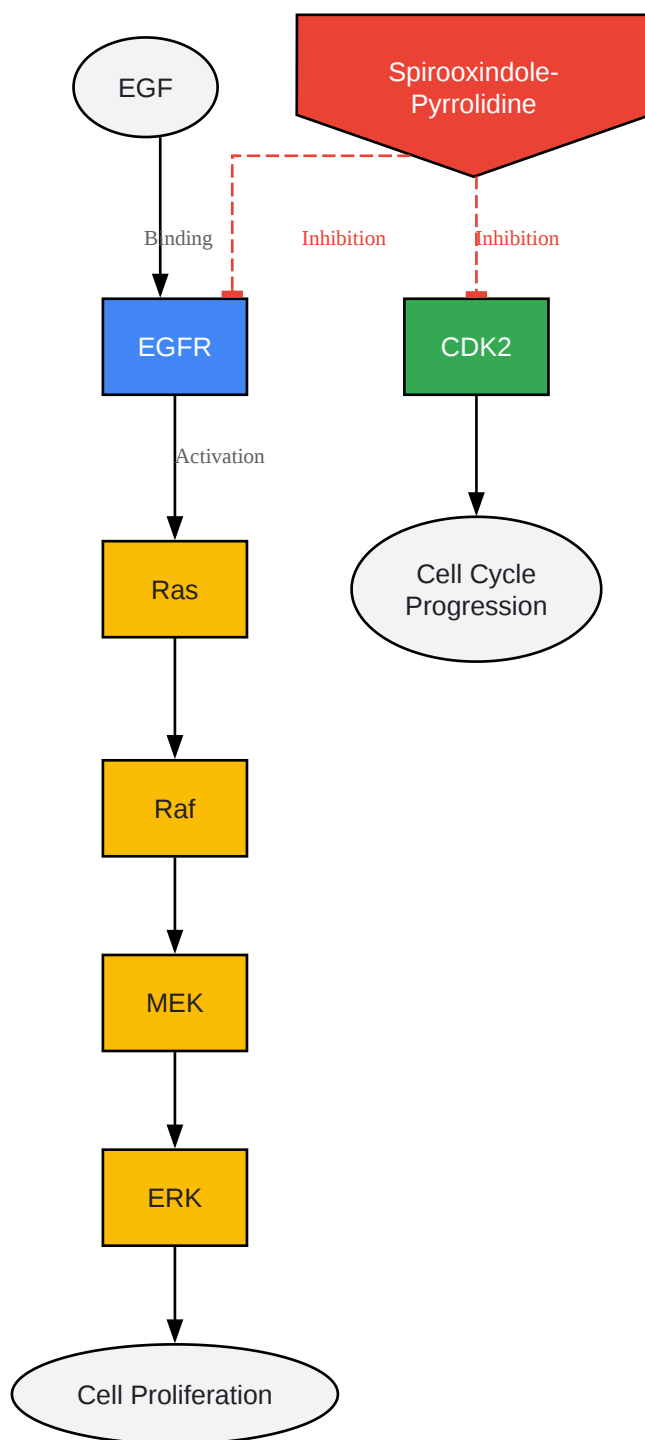 EGF
Spirooxindole-
Pyrrolidine
Binding
Inhibition
Inhibition
EGFR
CDK2
Activation
Ras
Cell Cycle
Progression
Raf
MEK
ERK
Cell Proliferation